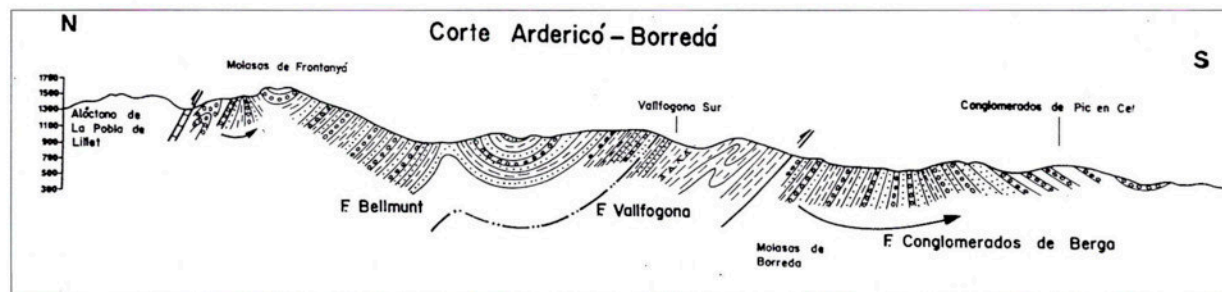 N
Corte Ardericó-Borredá
S
Molasas de Frontanyá
Vallfogona Sur
Conglomerados de Pic en Cel
1700
1500
1300
1100
900
700
500
300
Alóctono de
La Pobla de
Lillet
F. Bellmunt
F. Vallfogona
Molasas de
Borreda
F. Conglomerados de Berga